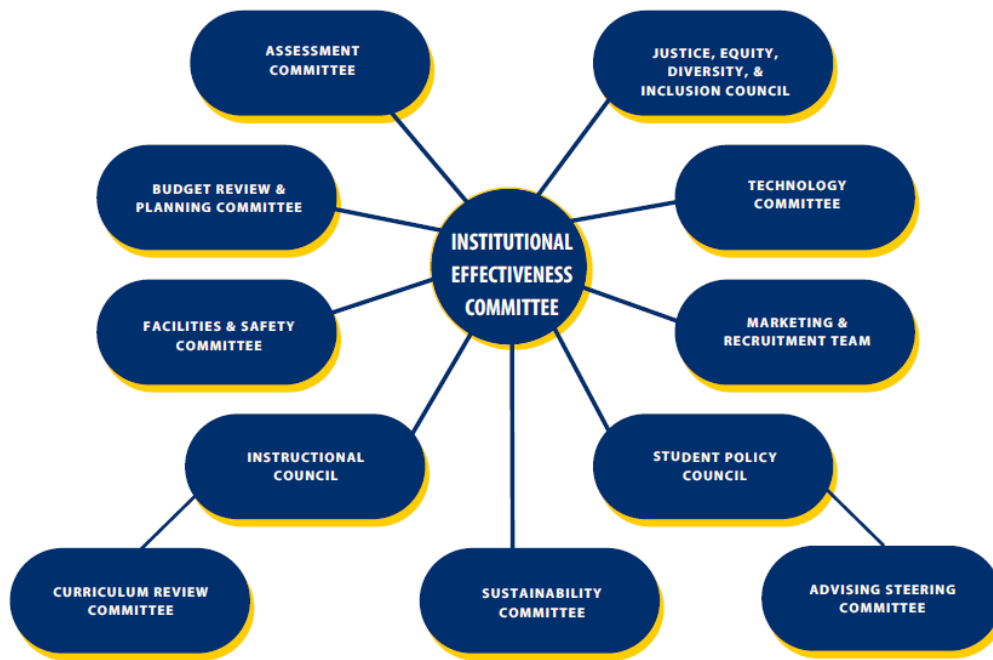 ASSESSMENT
COMMITTEE
JUSTICE, EQUITY,
DIVERSITY, &
INCLUSION COUNCIL
BUDGET REVIEW &
PLANNING COMMITTEE
TECHNOLOGY
COMMITTEE
INSTITUTIONAL
EFFECTIVENESS
COMMITTEE
FACILITIES & SAFETY
COMMITTEE
MARKETING &
RECRUITMENT TEAM
INSTRUCTIONAL
COUNCIL
STUDENT POLICY
COUNCIL
CURRICULUM REVIEW
COMMITTEE
SUSTAINABILITY
COMMITTEE
ADVISING STEERING
COMMITTEE